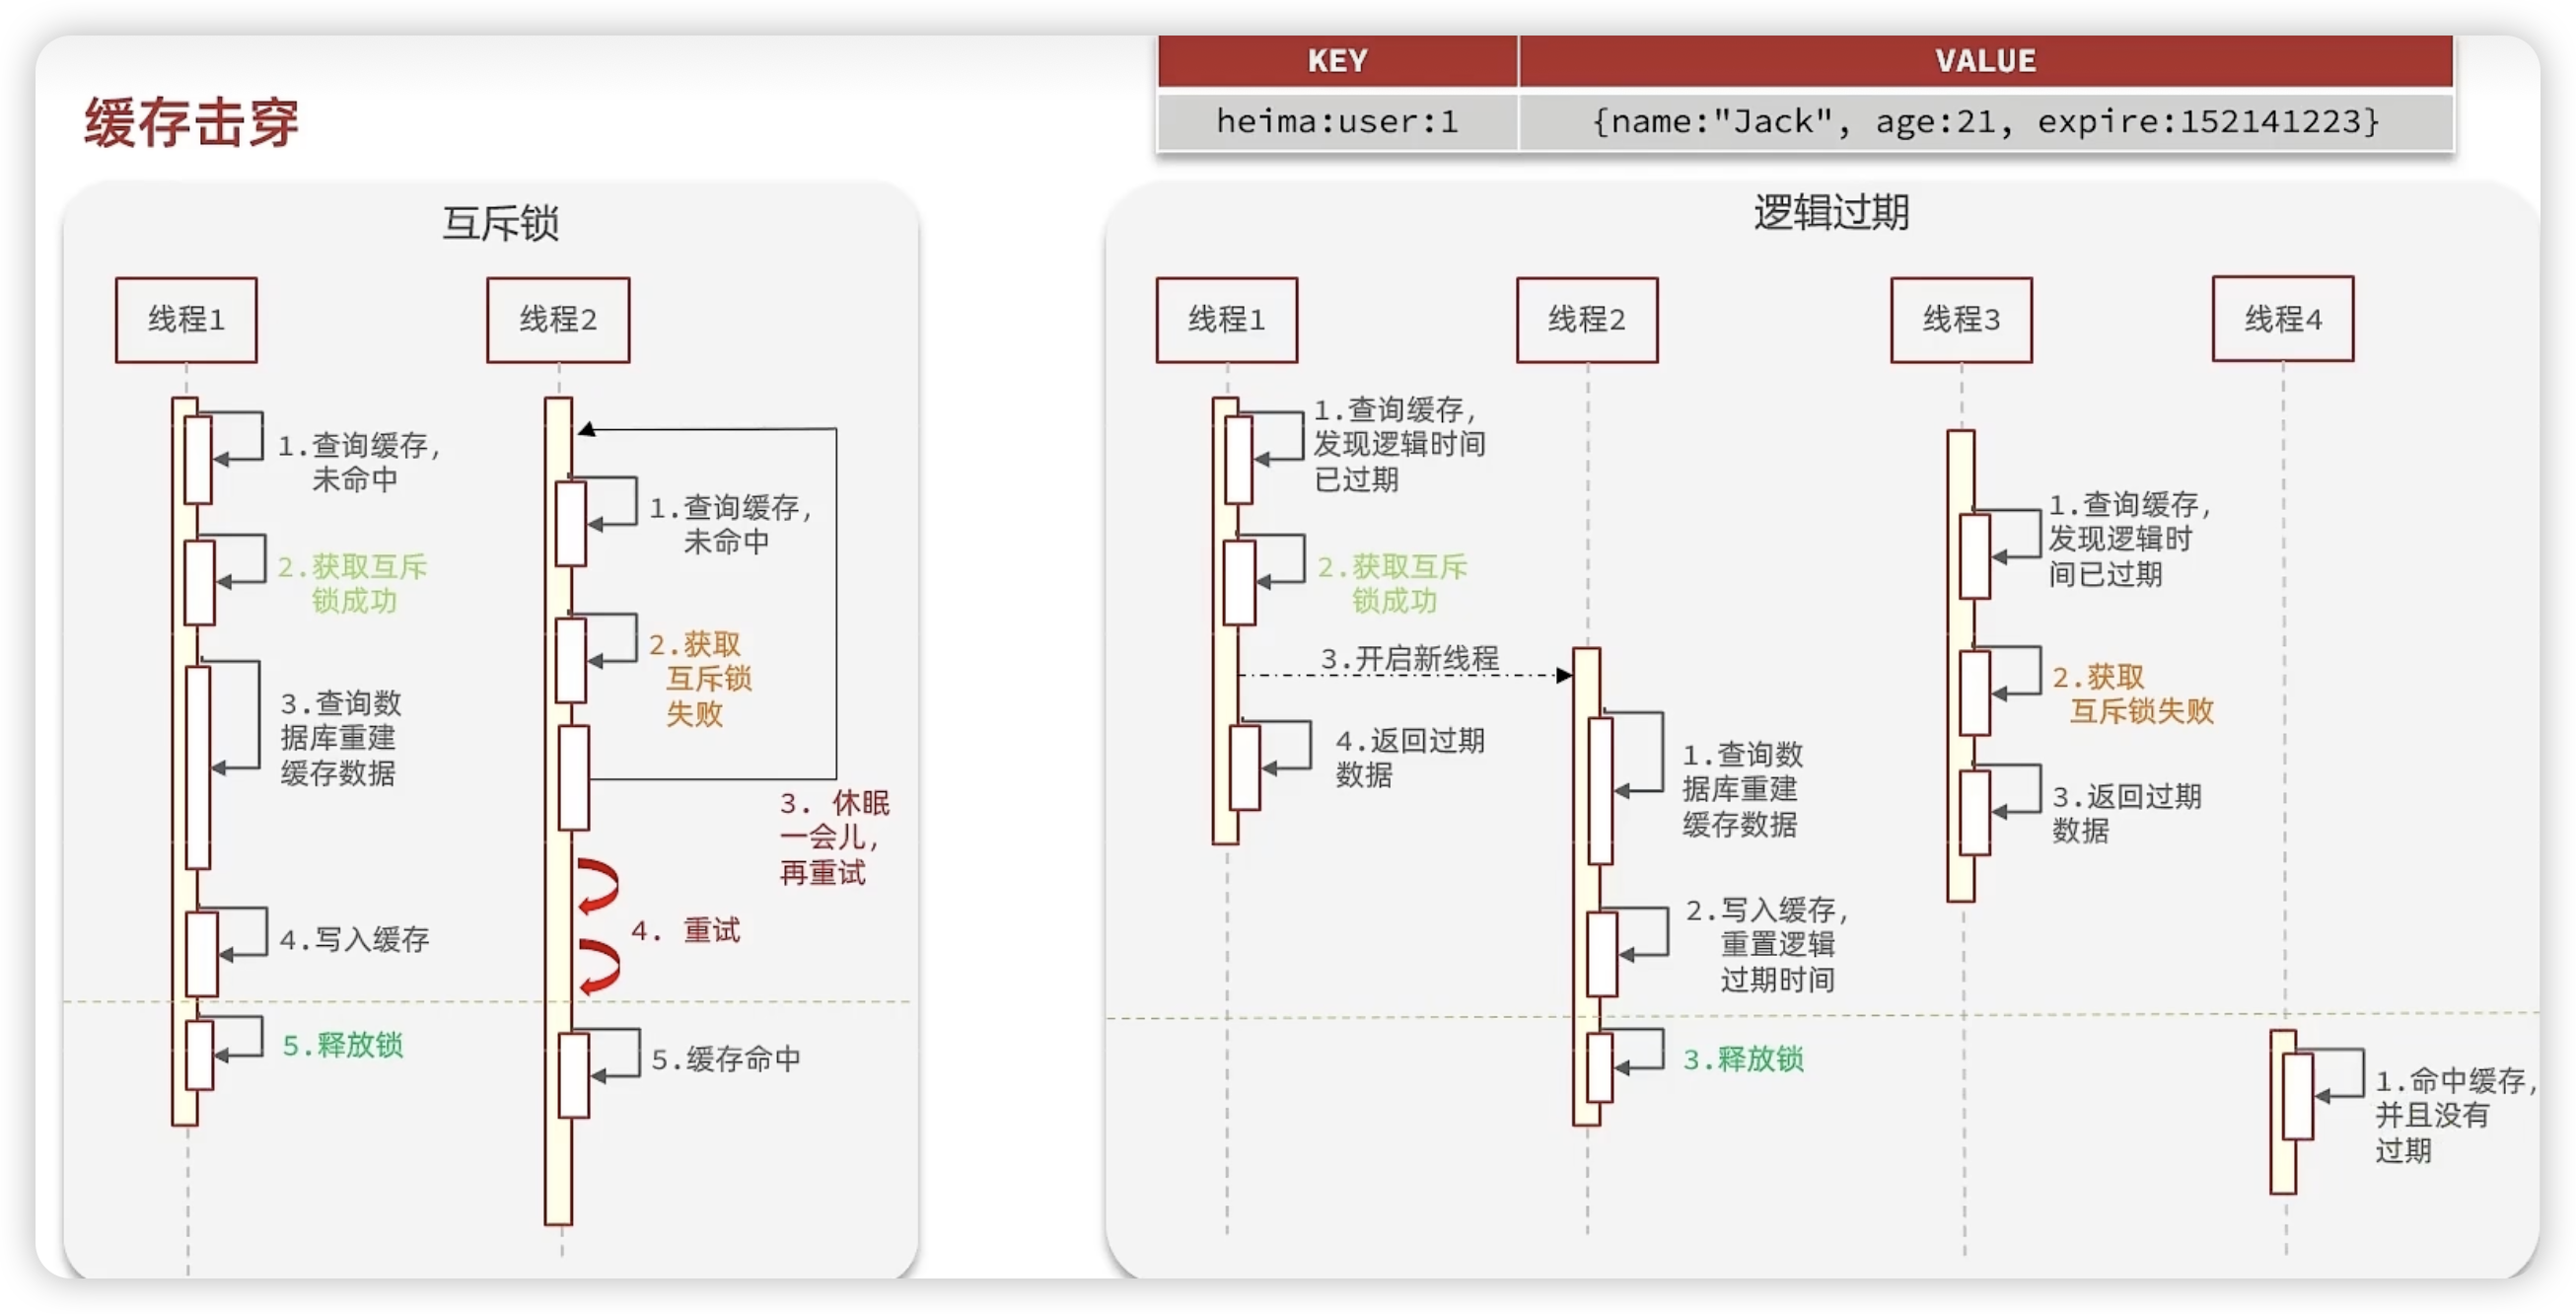 缓存击穿
KEY VALUE
heima:user:1 {name:"Jack", age:21, expire:152141223}
互斥锁
线程1 线程2
1.查询缓存,
未命中
2.获取互斥
锁成功
3.查询数
据库重建
缓存数据
4.写入缓存
5.释放锁
1.查询缓存,
未命中
2.获取
互斥锁
失败
3. 休眠
一会儿,
再重试
4. 重试
5.缓存命中
逻辑过期
线程1 线程2 线程3 线程4
1.查询缓存,
发现逻辑时间
已过期
2.获取互斥
锁成功
3.开启新线程
4.返回过期
数据
1.查询数
据库重建
缓存数据
2.写入缓存,
重置逻辑
过期时间
3.释放锁
1.查询缓存,
发现逻辑时
间已过期
2.获取
互斥锁失败
3.返回过期
数据
1.命中缓存,
并且没有
过期